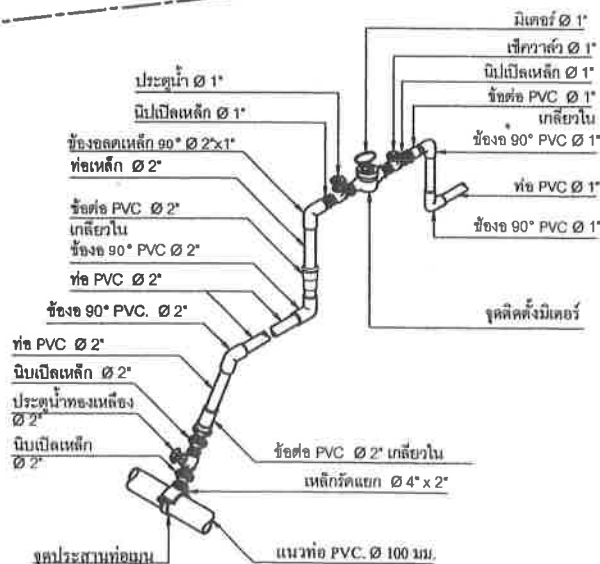 มิเตอร์ Ø 1"
เช็ควาล์ว Ø 1"
ประตูน้ำ Ø 1"
นิปเปิลเหล็ก Ø 1"
นิปเปิลเหล็ก Ø 1"
ข้อต่อ PVC Ø 1"
เกลียวใน
ข้องอลดเหล็ก 90° Ø 2"x1"
ข้องอ 90° PVC Ø 1"
ท่อเหล็ก Ø 2"
ท่อ PVC Ø 1"
ข้อต่อ PVC Ø 2"
เกลียวใน
ข้องอ 90° PVC Ø 1"
ข้องอ 90° PVC Ø 2"
ท่อ PVC Ø 2"
ข้องอ 90° PVC. Ø 2"
จุดติดตั้งมิเตอร์
ท่อ PVC Ø 2"
นิบเปิลเหล็ก Ø 2"
ประตูน้ำทองเหลือง
Ø 2"
นิบเปิลเหล็ก
Ø 2"
ข้อต่อ PVC Ø 2" เกลียวใน
เหล็กรัดแยก Ø 4" x 2"
จุดประสานท่อเมน
แนวท่อ PVC. Ø 100 มม.